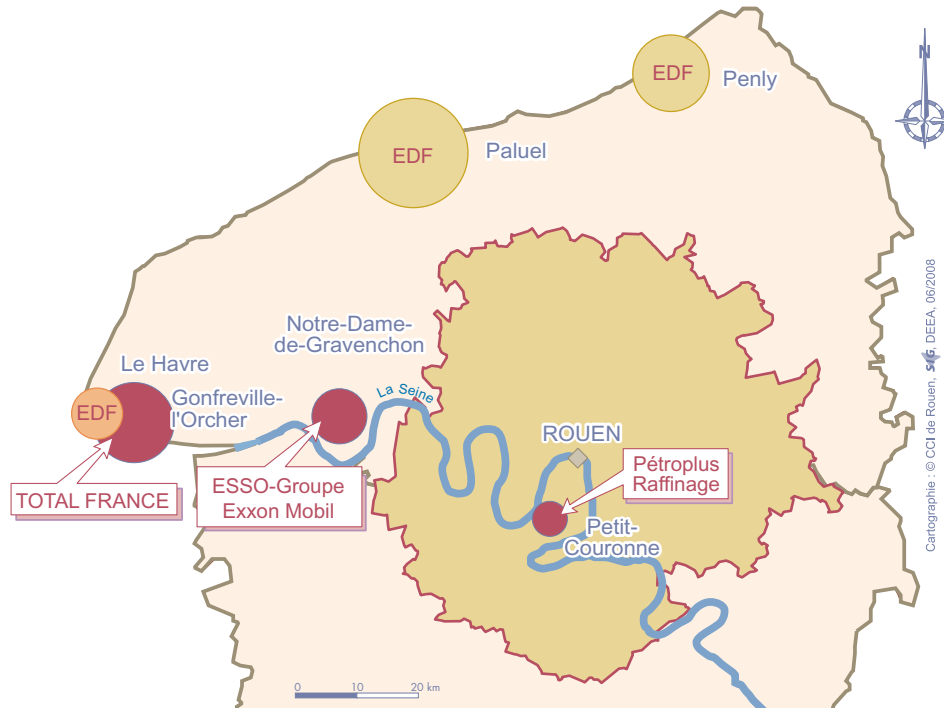 N
EDF
Penly
EDF
Paluel
Notre-Dame-
de-Gravenchon
Le Havre
La Seine
Gonfreville-
l'Orcher
EDF
ROUEN
Pétroplus
Raffinage
TOTAL FRANCE
ESSO-Groupe
Exxon Mobil
Petit-
Couronne
0 10 20 km
Cartographie : © CCI de Rouen, SIG, DEEA, 06/2008